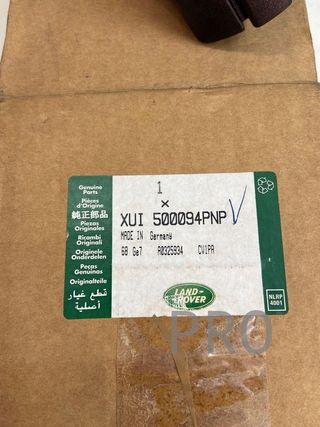 Genuine
Parts
Pièces
d'Origine
純正部品
Piezas
Originales
Ricambi
Originali
Originele
Onderdelen
Peças
Genuínas
Originalteile
قطع غيار
أصلية
1
×
XUI 500094PNP
MADE IN Germany
68 Ge7 A0325934 CV1PA
LAND-
ROVER
NLRP
4001
PRO